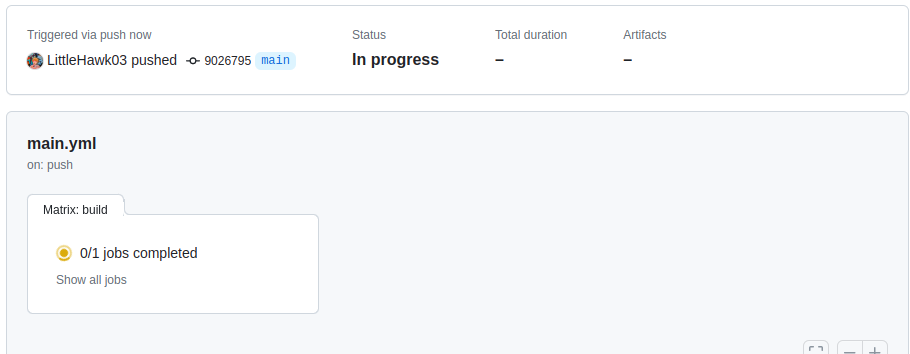 Triggered via push now
Status
Total duration
Artifacts
LittleHawk03 pushed 9026795 main
In progress
–
–
main.yml
on: push
Matrix: build
0/1 jobs completed
Show all jobs